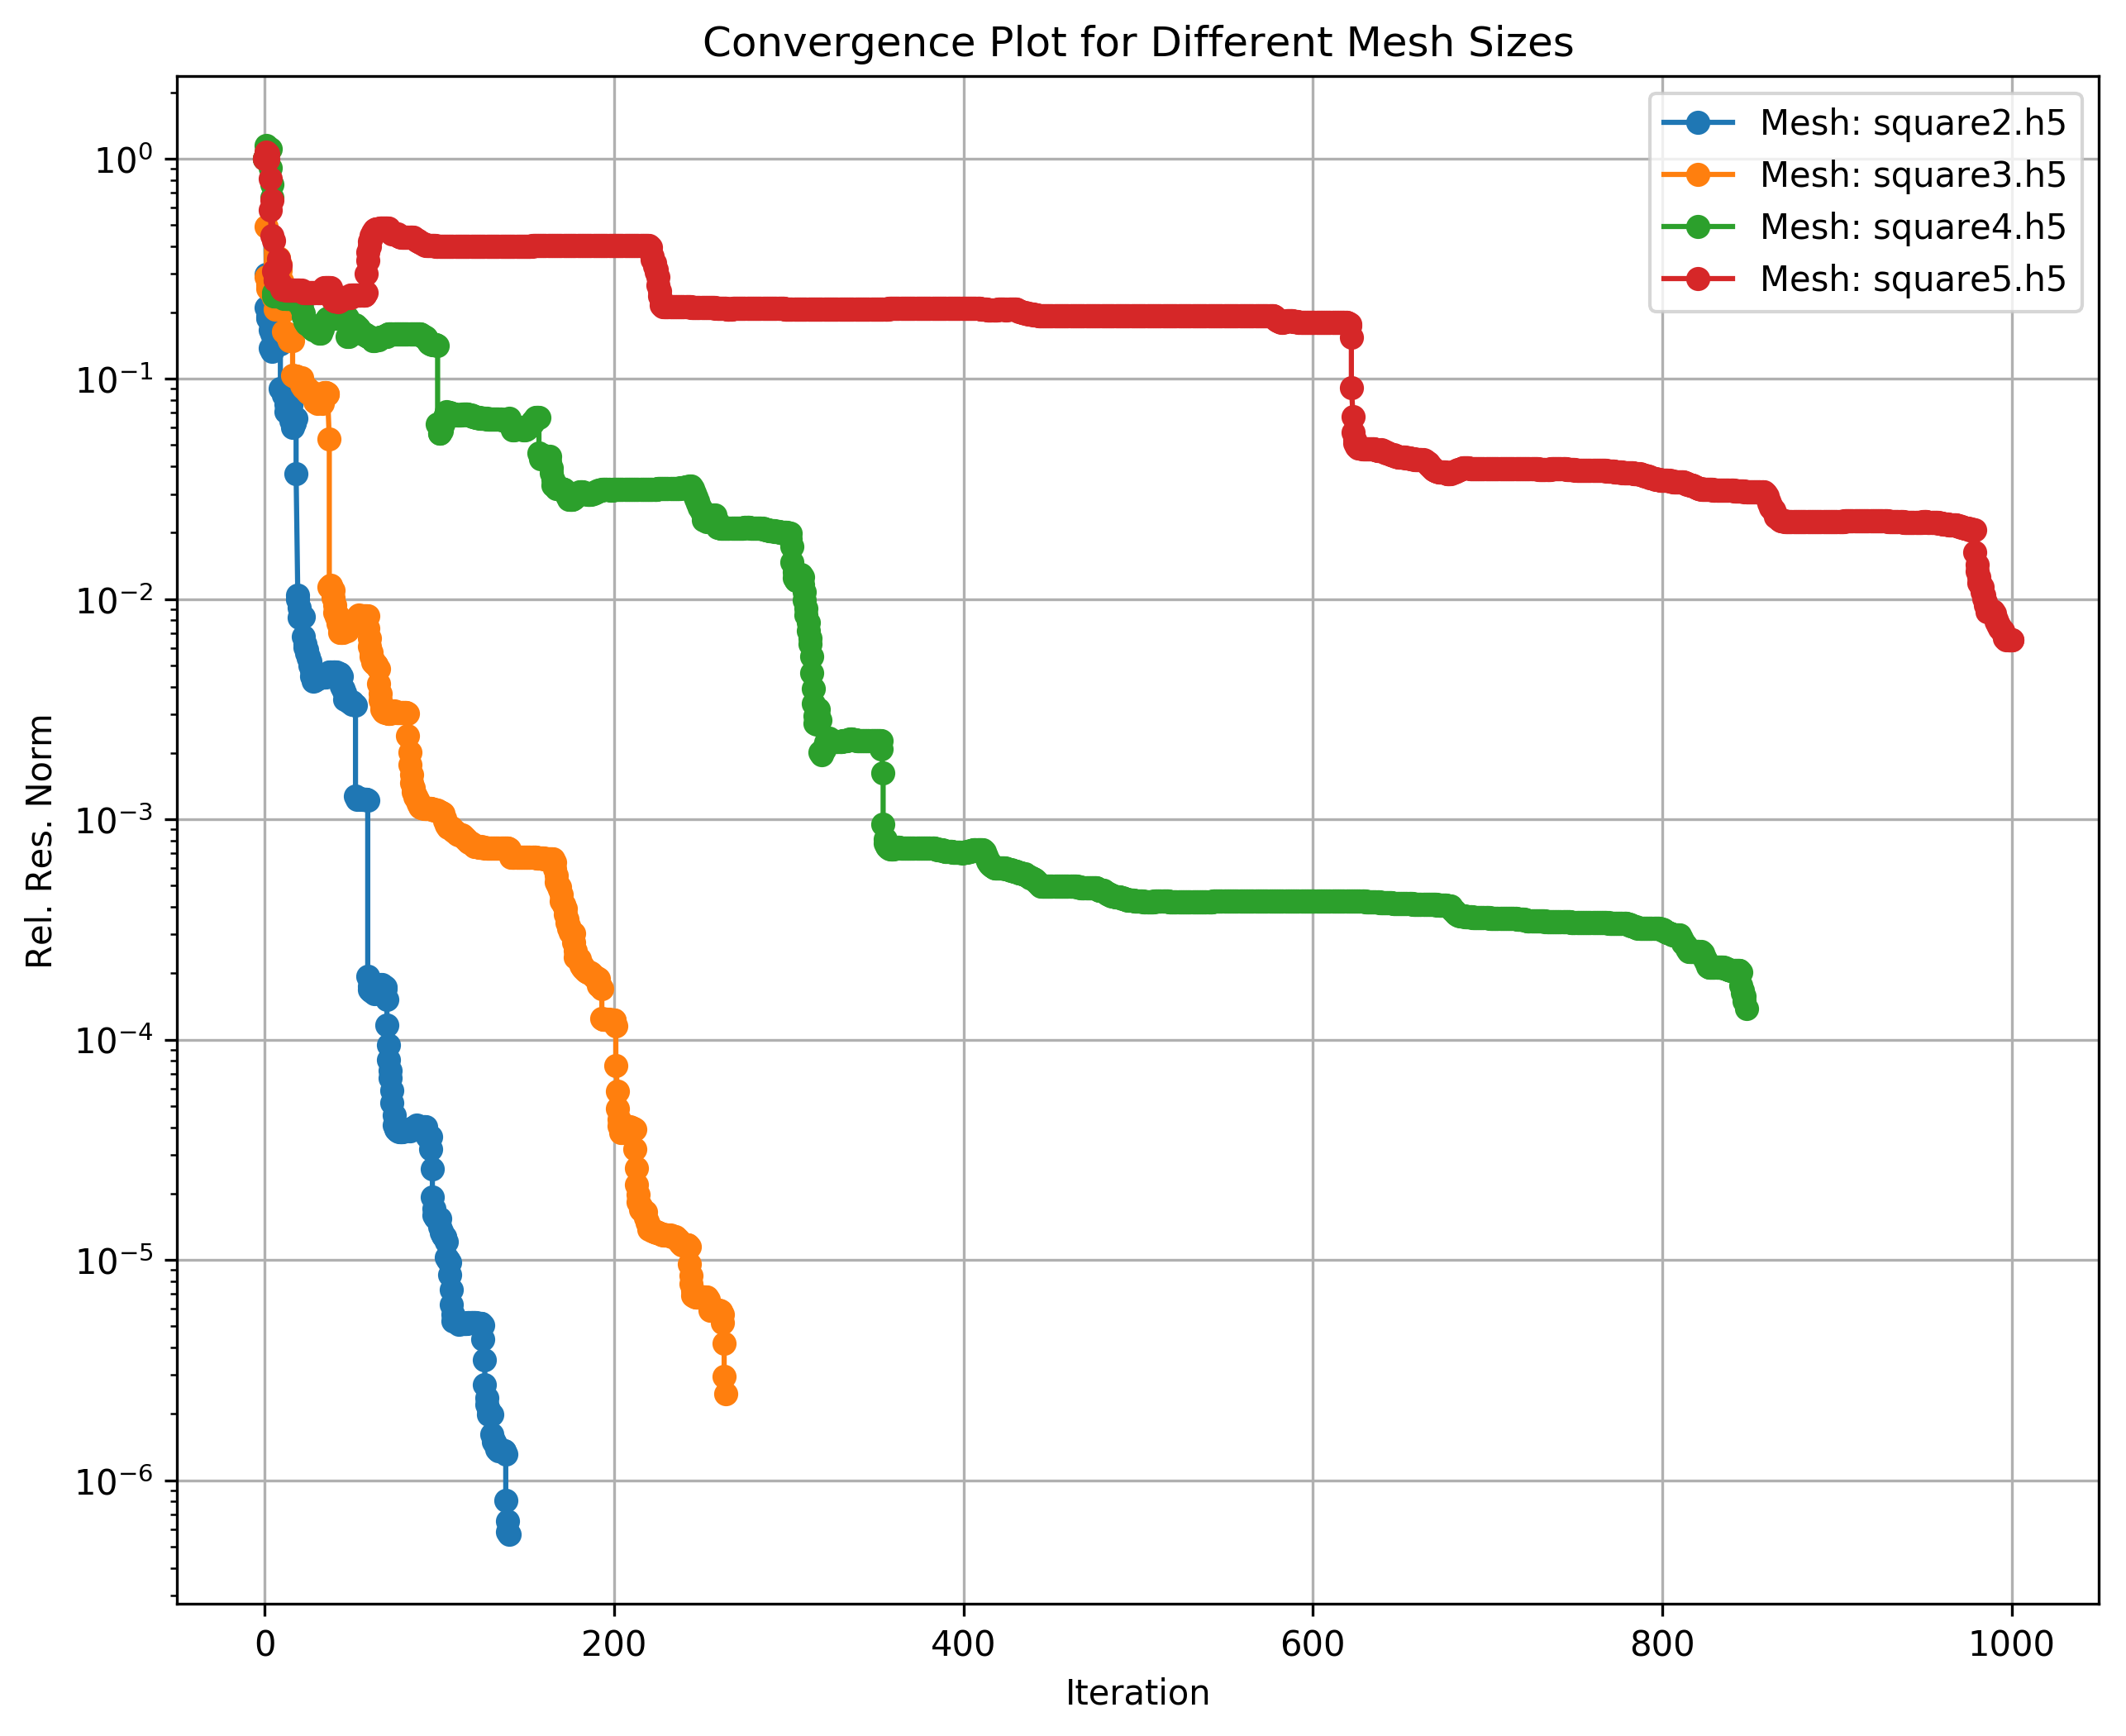 Convergence Plot for Different Mesh Sizes
Mesh: square2.h5
Mesh: square3.h5
Mesh: square4.h5
Mesh: square5.h5
Rel. Res. Norm
10⁰
10⁻¹
10⁻²
10⁻³
10⁻⁴
10⁻⁵
10⁻⁶
0 200 400 600 800 1000
Iteration